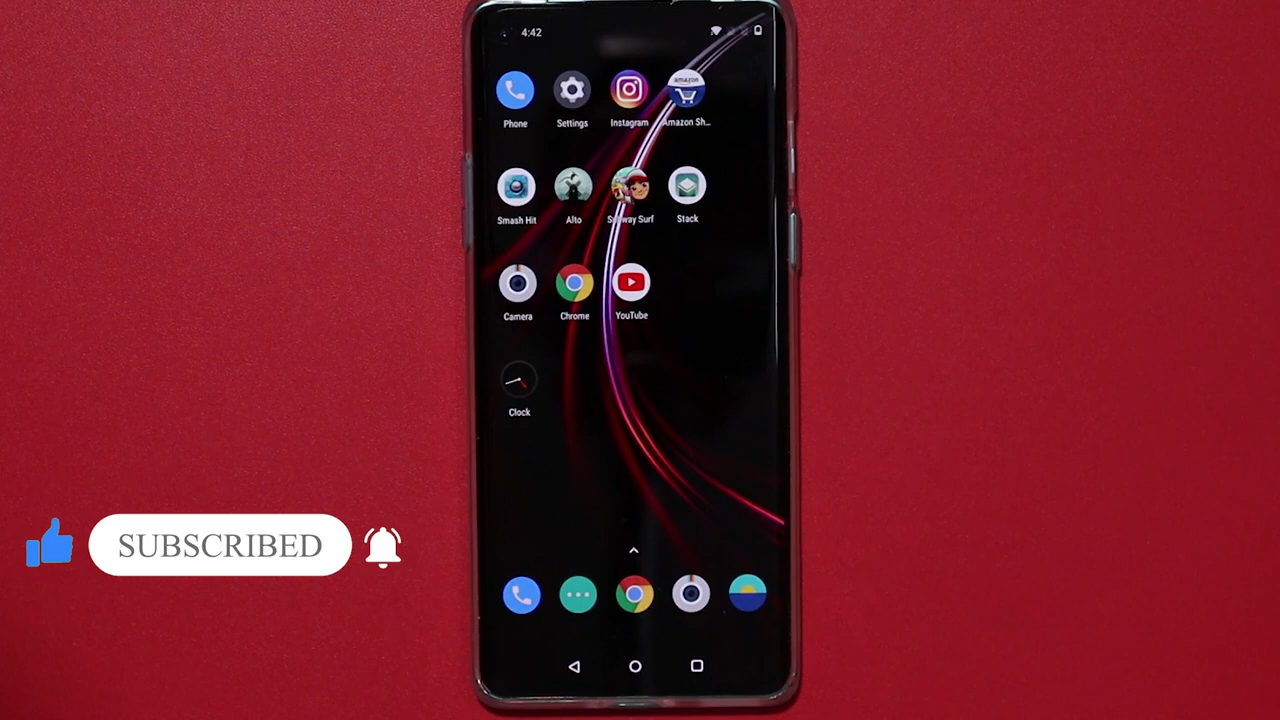 4:42
amazon
Phone
Settings
Instagram
Amazon Sh...
Smash Hit
Alto
Subway Surf
Stack
Camera
Chrome
YouTube
Clock
SUBSCRIBED